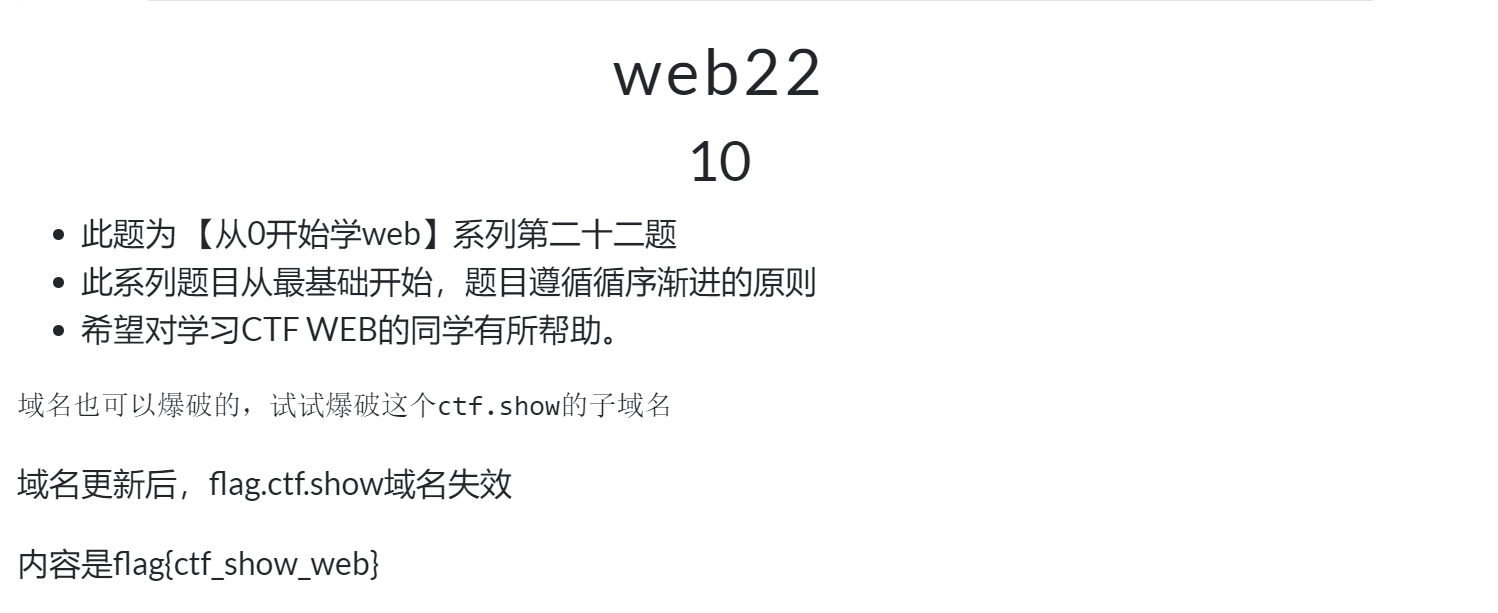 web22
10
此题为 【从0开始学web】系列第二十二题
此系列题目从最基础开始，题目遵循循序渐进的原则
希望对学习CTF WEB的同学有所帮助。
域名也可以爆破的，试试爆破这个ctf.show的子域名
域名更新后，flag.ctf.show域名失效
内容是flag{ctf_show_web}